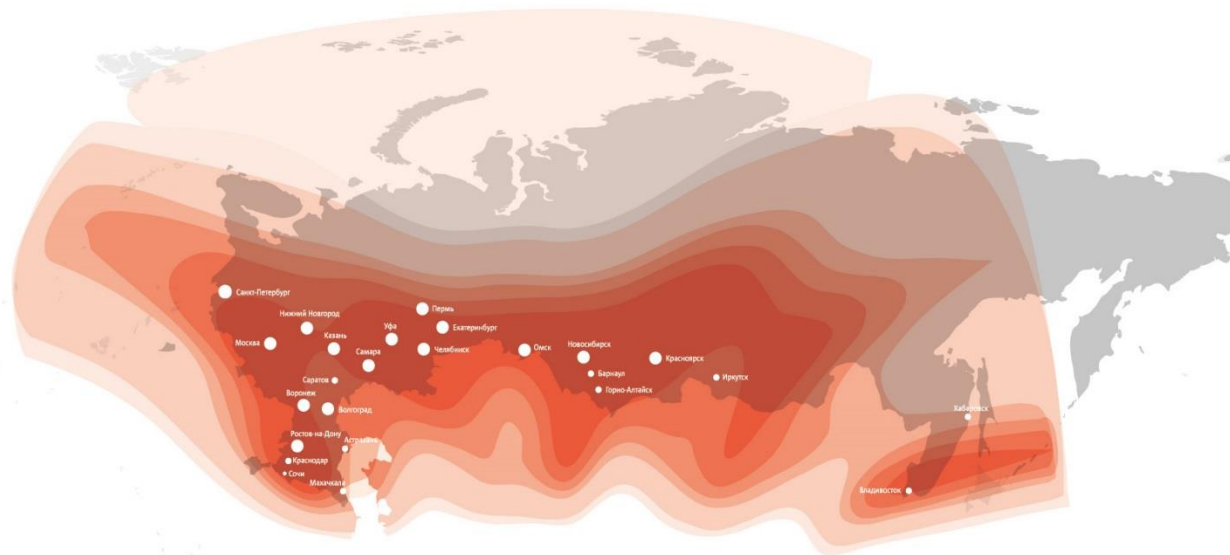 Санкт-Петербург
Пермь
Нижний Новгород
Екатеринбург
Уфа
Москва
Казань
Челябинск
Омск
Новосибирск
Самара
Красноярск
Барнаул
Иркутск
Саратов
Горно-Алтайск
Воронеж
Волгоград
Хабаровск
Ростов-на-Дону
Астрахань
Краснодар
Сочи
Махачкала
Владивосток